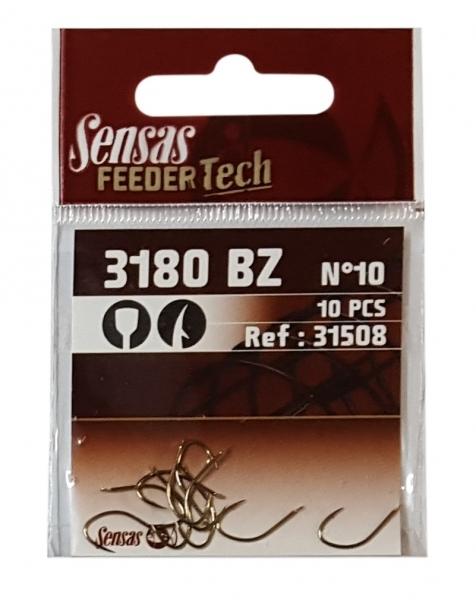 Sensas
FEEDER Tech
3180 BZ N°10
10 PCS
Ref : 31508
Sensas